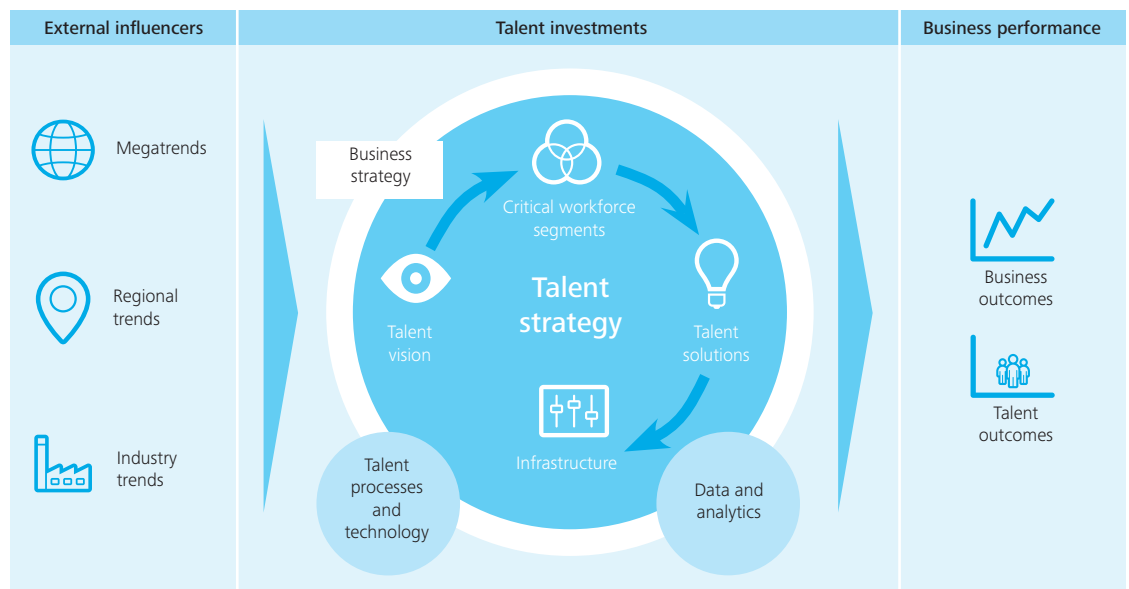 External influencers
Talent investments
Business performance
Megatrends
Regional
trends
Industry
trends
Business
strategy
Critical workforce
segments
Talent
vision
Talent
strategy
Talent
solutions
Infrastructure
Talent
processes
and
technology
Data and
analytics
Business
outcomes
Talent
outcomes